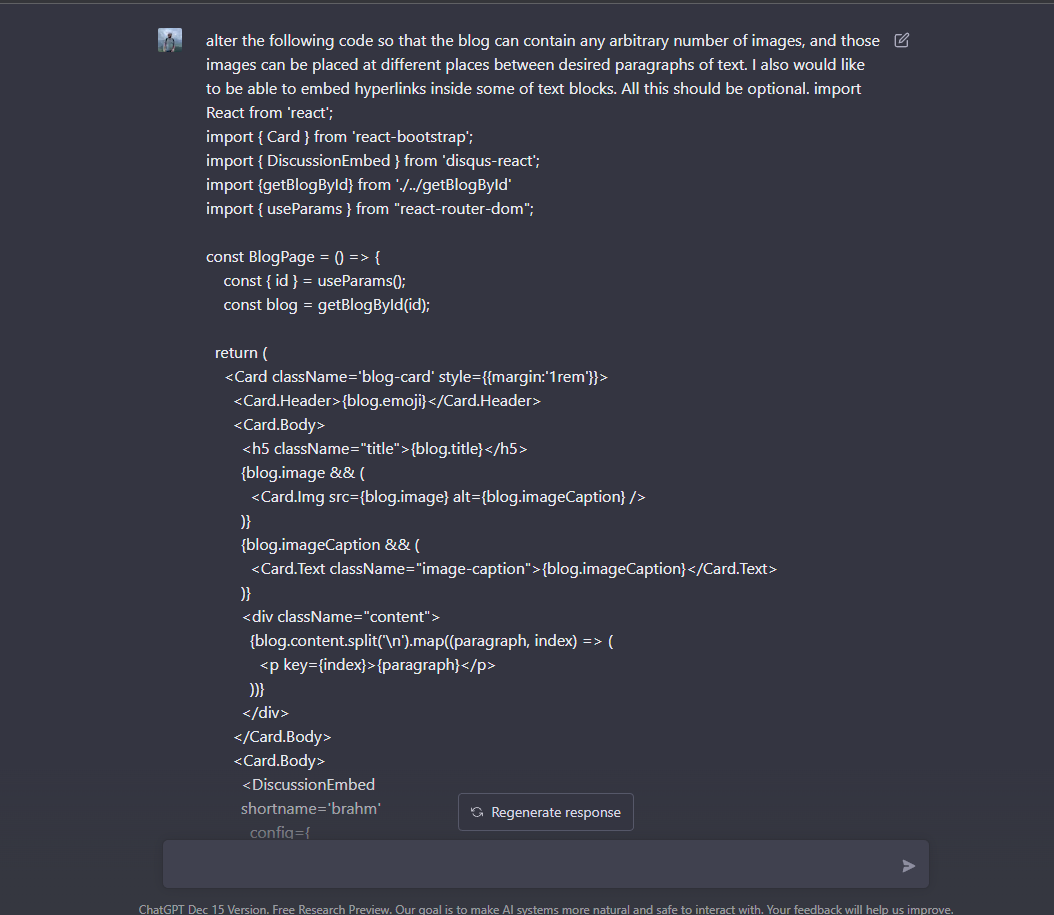 alter the following code so that the blog can contain any arbitrary number of images, and those
images can be placed at different places between desired paragraphs of text. I also would like
to be able to embed hyperlinks inside some of text blocks. All this should be optional. import
React from 'react';
import { Card } from 'react-bootstrap';
import { DiscussionEmbed } from 'disqus-react';
import {getBlogById} from './../getBlogById'
import { useParams } from "react-router-dom";

const BlogPage = () => {
    const { id } = useParams();
    const blog = getBlogById(id);

  return (
    <Card className='blog-card' style={{margin:'1rem'}}>
      <Card.Header>{blog.emoji}</Card.Header>
      <Card.Body>
        <h5 className="title">{blog.title}</h5>
        {blog.image && (
          <Card.Img src={blog.image} alt={blog.imageCaption} />
        )}
        {blog.imageCaption && (
          <Card.Text className="image-caption">{blog.imageCaption}</Card.Text>
        )}
        <div className="content">
          {blog.content.split('\n').map((paragraph, index) => (
            <p key={index}>{paragraph}</p>
          ))}
        </div>
      </Card.Body>
      <Card.Body>
        <DiscussionEmbed
        shortname='brahm'
          config={
Regenerate response
ChatGPT Dec 15 Version. Free Research Preview. Our goal is to make AI systems more natural and safe to interact with. Your feedback will help us improve.